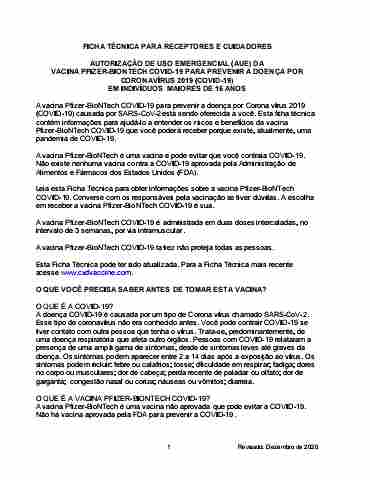 FICHA TÉCNICA PARA RECEPTORES E CUIDADORES
AUTORIZAÇÃO DE USO EMERGENCIAL (AUE) DA
VACINA PFIZER-BIONTECH COVID-19 PARA PREVENIR A DOENÇA POR
CORONAVÍRUS 2019 (COVID-19)
EM INDIVÍDUOS MAIORES DE 16 ANOS
A vacina Pfizer-BioNTech COVID-19 para prevenir a doença por Corona vírus 2019
(COVID-19) causada por SARS-CoV-2 está sendo oferecida a você. Esta ficha técnica
contém informações para ajudá-lo a entender os riscos e benefícios da vacina
Pfizer-BioNTech COVID-19 que você poderá receber porque existe, atualmente, uma
pandemia de COVID-19.
A vacina Pfizer-BioNTech é uma vacina e pode evitar que você contraia COVID-19.
Não existe nenhuma vacina contra a COVID-19 aprovada pela Administração de
Alimentos e Fármacos dos Estados Unidos (FDA).
Leia esta Ficha Técnica para obter informações sobre a vacina Pfizer-BioNTech
COVID-19. Converse com os responsáveis pela vacinação se tiver dúvidas. A escolha
em receber a vacina Pfizer-BioNTech COVID-19 é sua.
A vacina Pfizer-BioNTech COVID-19 é administrada em duas doses intercaladas, no
intervalo de 3 semanas, por via intramuscular.
A vacina Pfizer-BioNTech COVID-19 talvez não proteja todas as pessoas.
Esta Ficha Técnica pode ter sido atualizada. Para a Ficha Técnica mais recente
acesse www.cvdvaccine.com.
O QUE VOCÊ PRECISA SABER ANTES DE TOMAR ESTA VACINA?
O QUE É A COVID-19?
A doença COVID-19 é causada por um tipo de Corona vírus chamado SARS-CoV-2.
Esse tipo de coronavírus não era conhecido antes. Você pode contrair COVID-19 se
tiver contato com outra pessoa que tenha o vírus. Trata-se, predominantemente, de
uma doença respiratória que afeta outro órgãos. Pessoas com COVID-19 relataram a
presença de uma ampla gama de sintomas, desde de sintomas leves até graves da
doença. Os sintomas podem aparecer entre 2 a 14 dias após a exposição ao vírus. Os
sintomas podem incluir: febre ou calafrios; tosse; dificuldade em respirar; fadiga; dores
no corpo ou musculares; dor de cabeça; perda recente de paladar ou olfato; dor de
garganta; congestão nasal ou coriza; náuseas ou vômitos; diarreia.
O QUE É A VACINA PFIZER-BIONTECH COVID-19?
A vacina Pfizer-BioNTech é uma vacina não aprovada que pode evitar a COVID-19.
Não há vacina aprovada pela FDA para prevenir a COVID-19.
1 Revisado: Dezembro de 2020